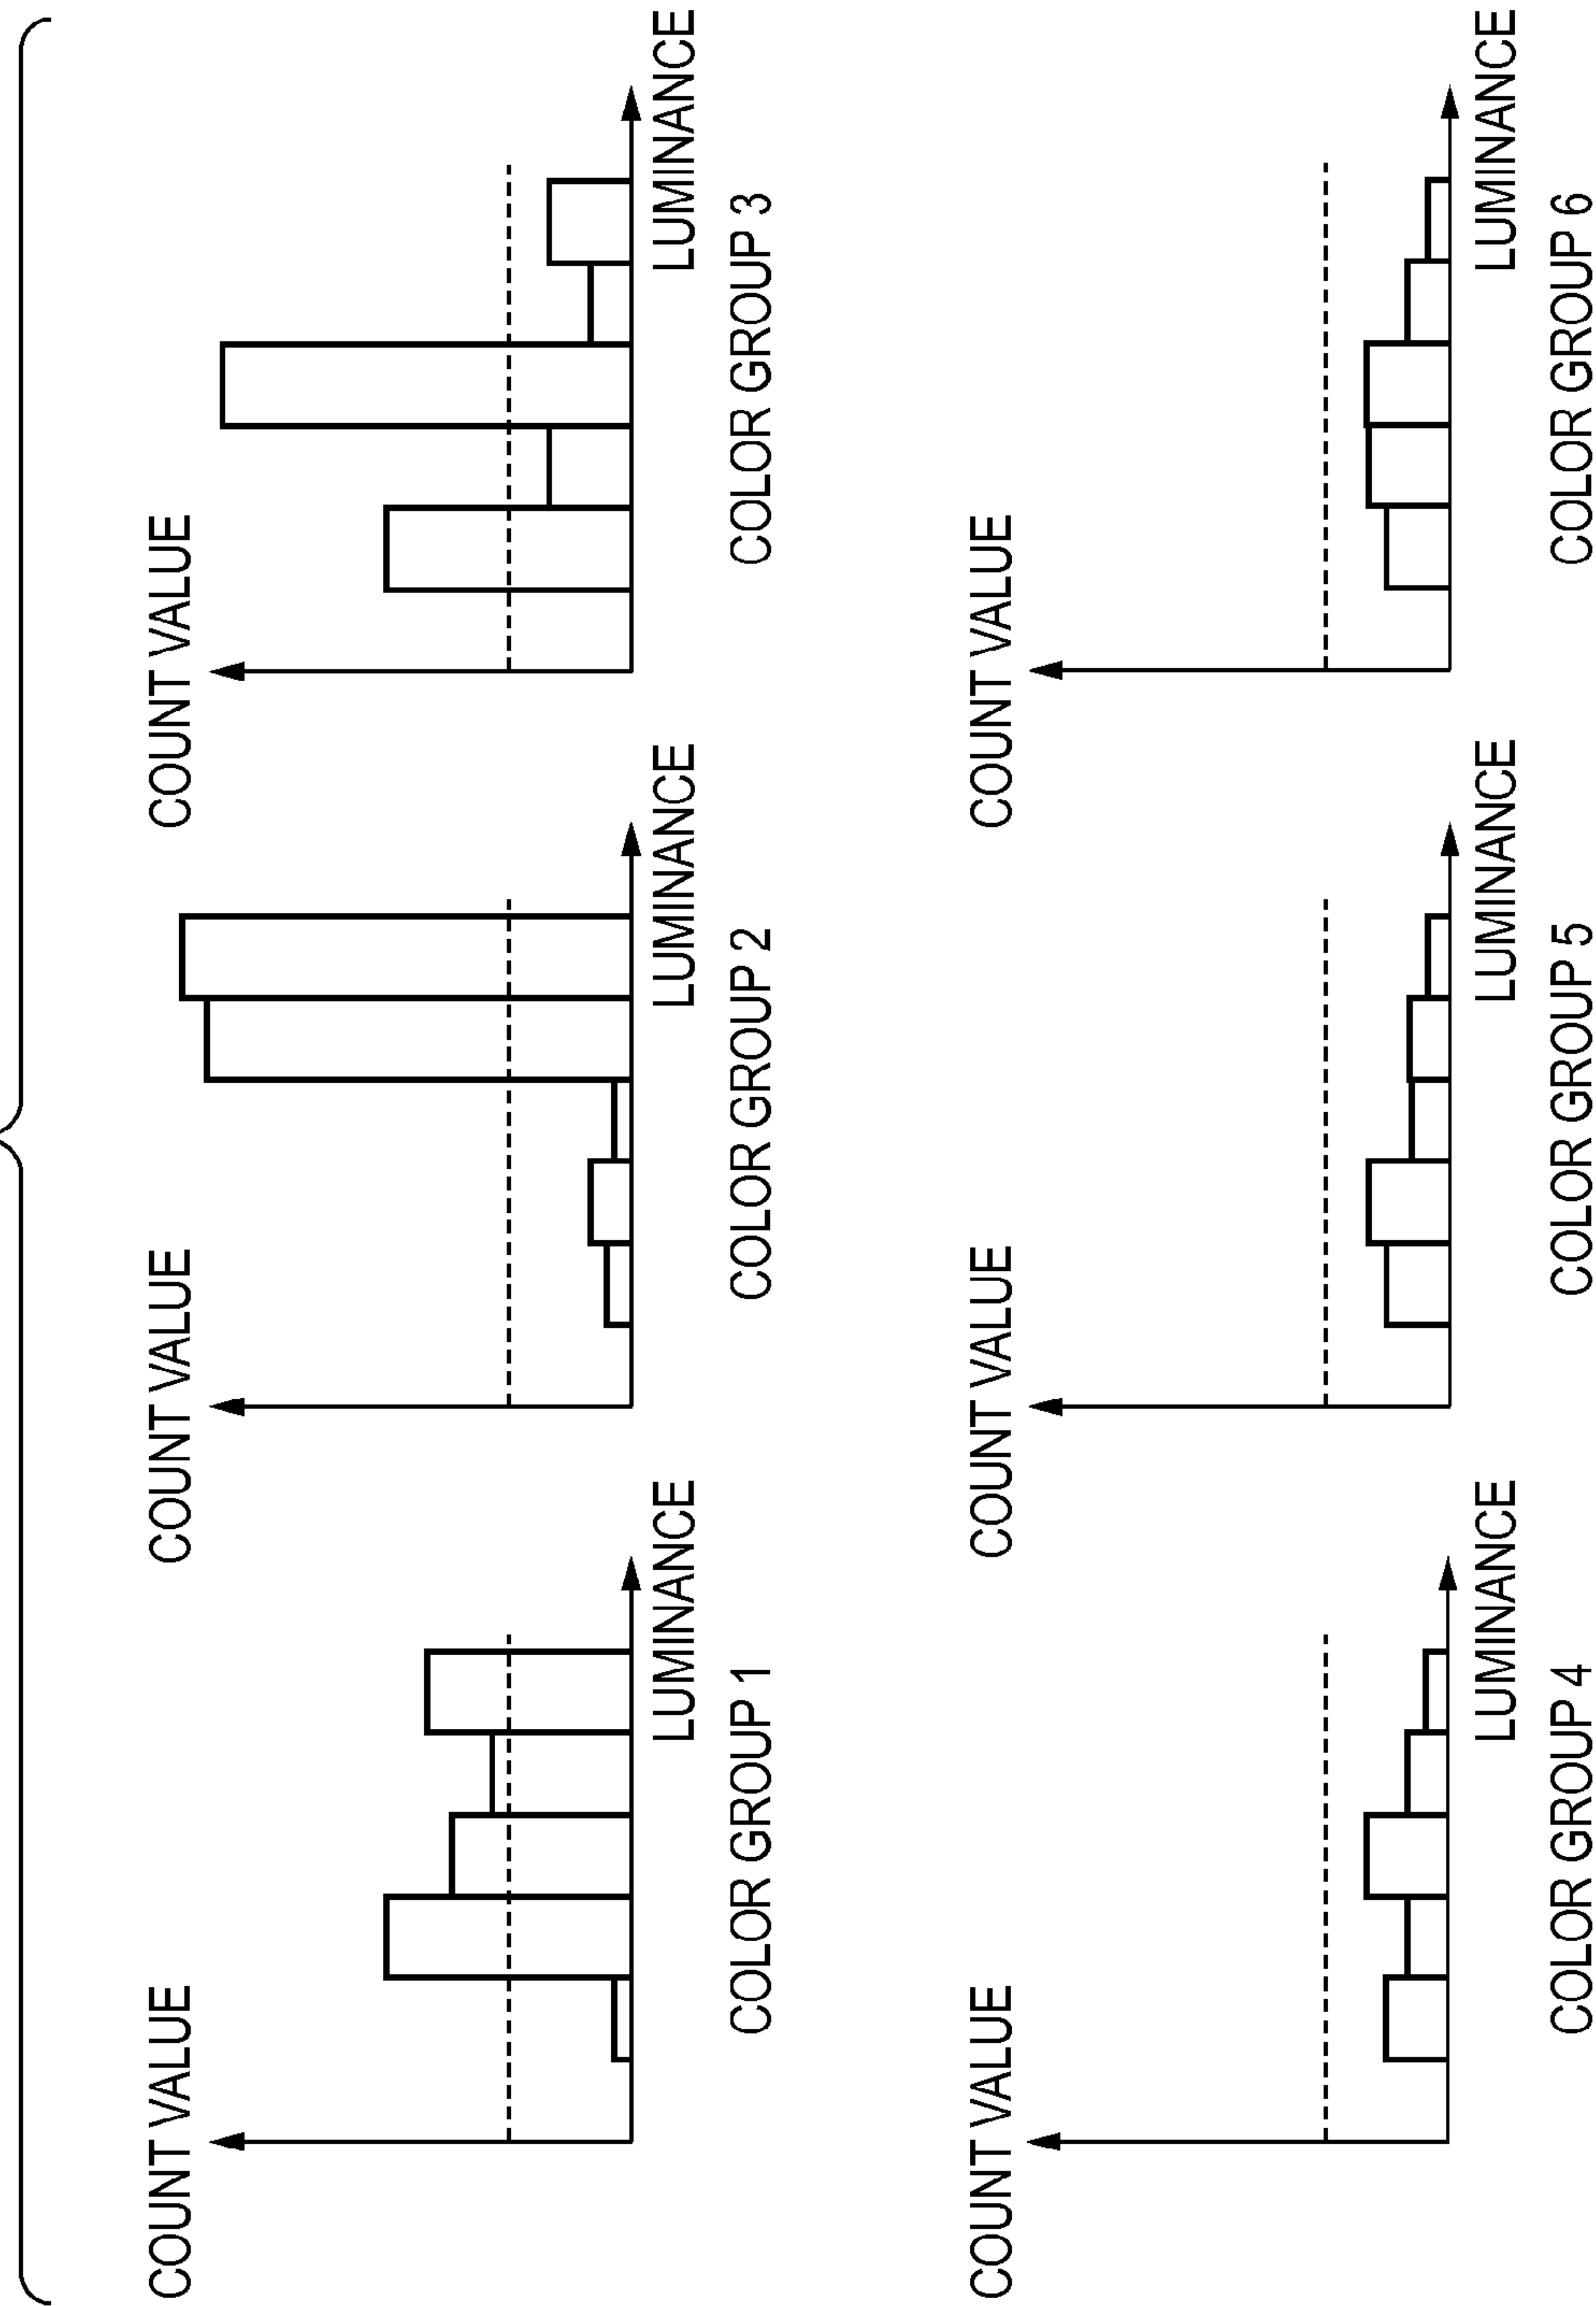 COUNT VALUE
LUMINANCE
COLOR GROUP 1
COUNT VALUE
LUMINANCE
COLOR GROUP 2
COUNT VALUE
LUMINANCE
COLOR GROUP 3
COUNT VALUE
LUMINANCE
COLOR GROUP 4
COUNT VALUE
LUMINANCE
COLOR GROUP 5
COUNT VALUE
LUMINANCE
COLOR GROUP 6